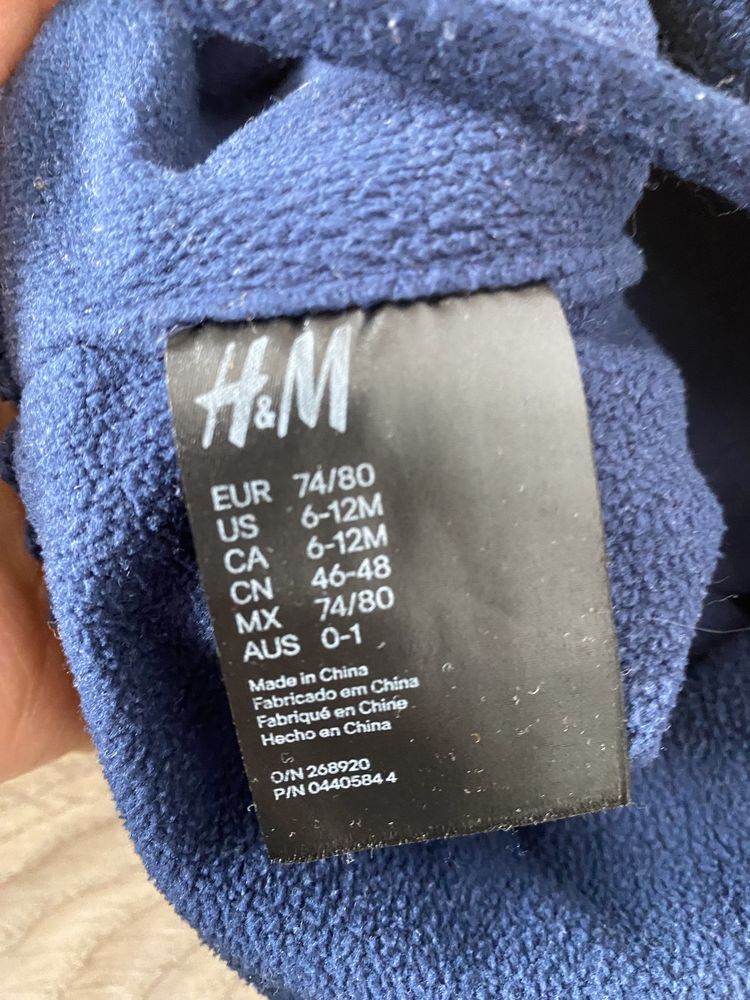 H&M
EUR 74/80
US 6-12M
CA 6-12M
CN 46-48
MX 74/80
AUS 0-1
Made in China
Fabricado em China
Fabriqué en Chine
Hecho en China
O/N 268920
P/N 0440584 4